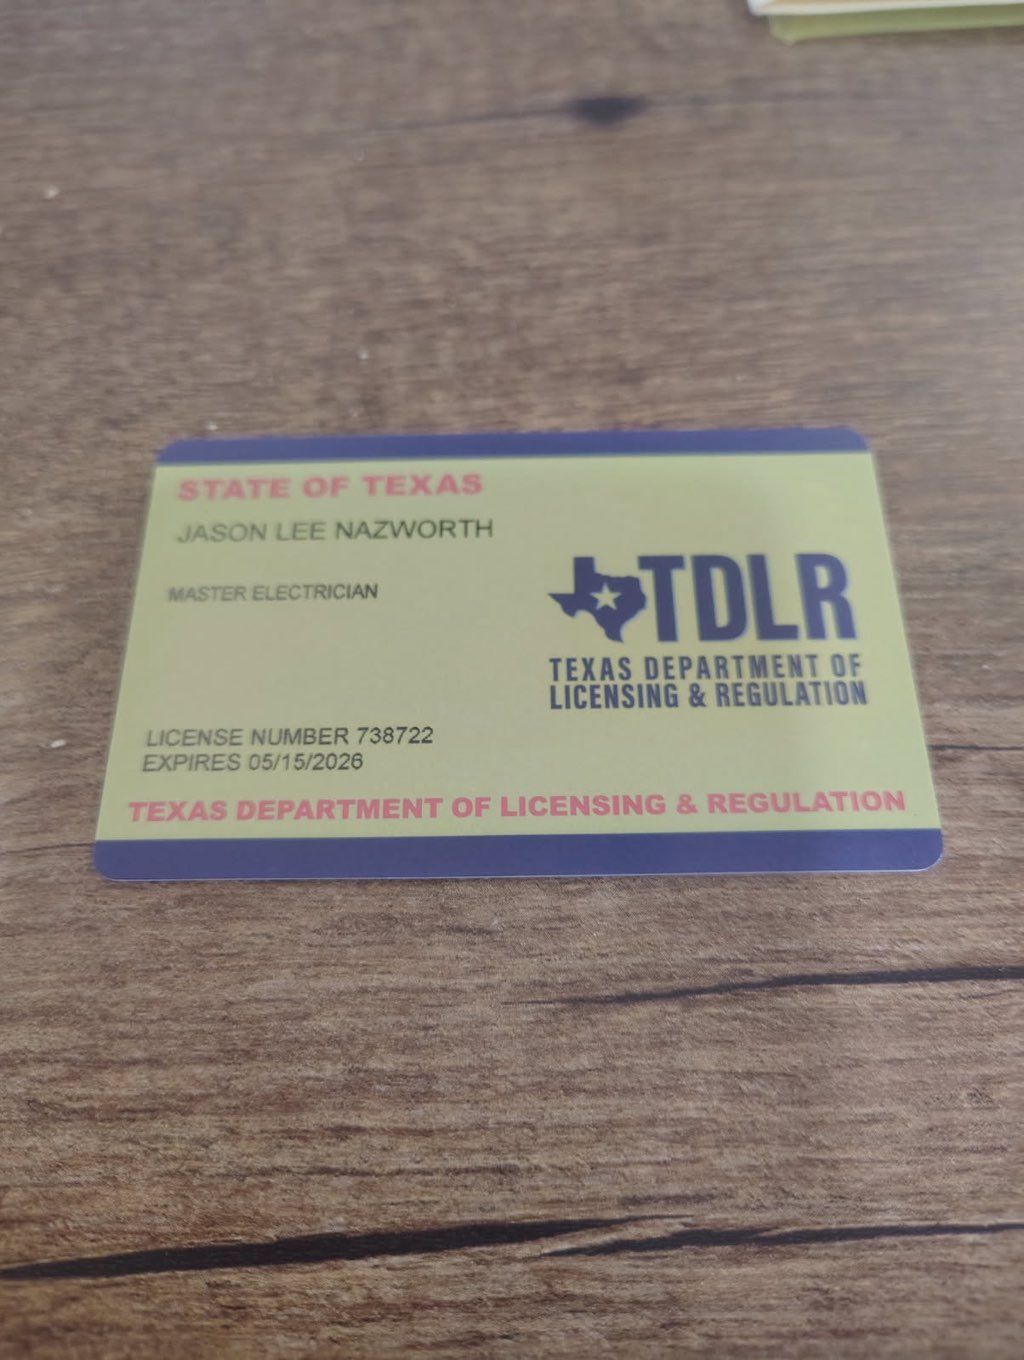 STATE OF TEXAS
JASON LEE NAZWORTH
MASTER ELECTRICIAN
TDLR
TEXAS DEPARTMENT OF
LICENSING & REGULATION
LICENSE NUMBER 738722
EXPIRES 05/15/2026
TEXAS DEPARTMENT OF LICENSING & REGULATION